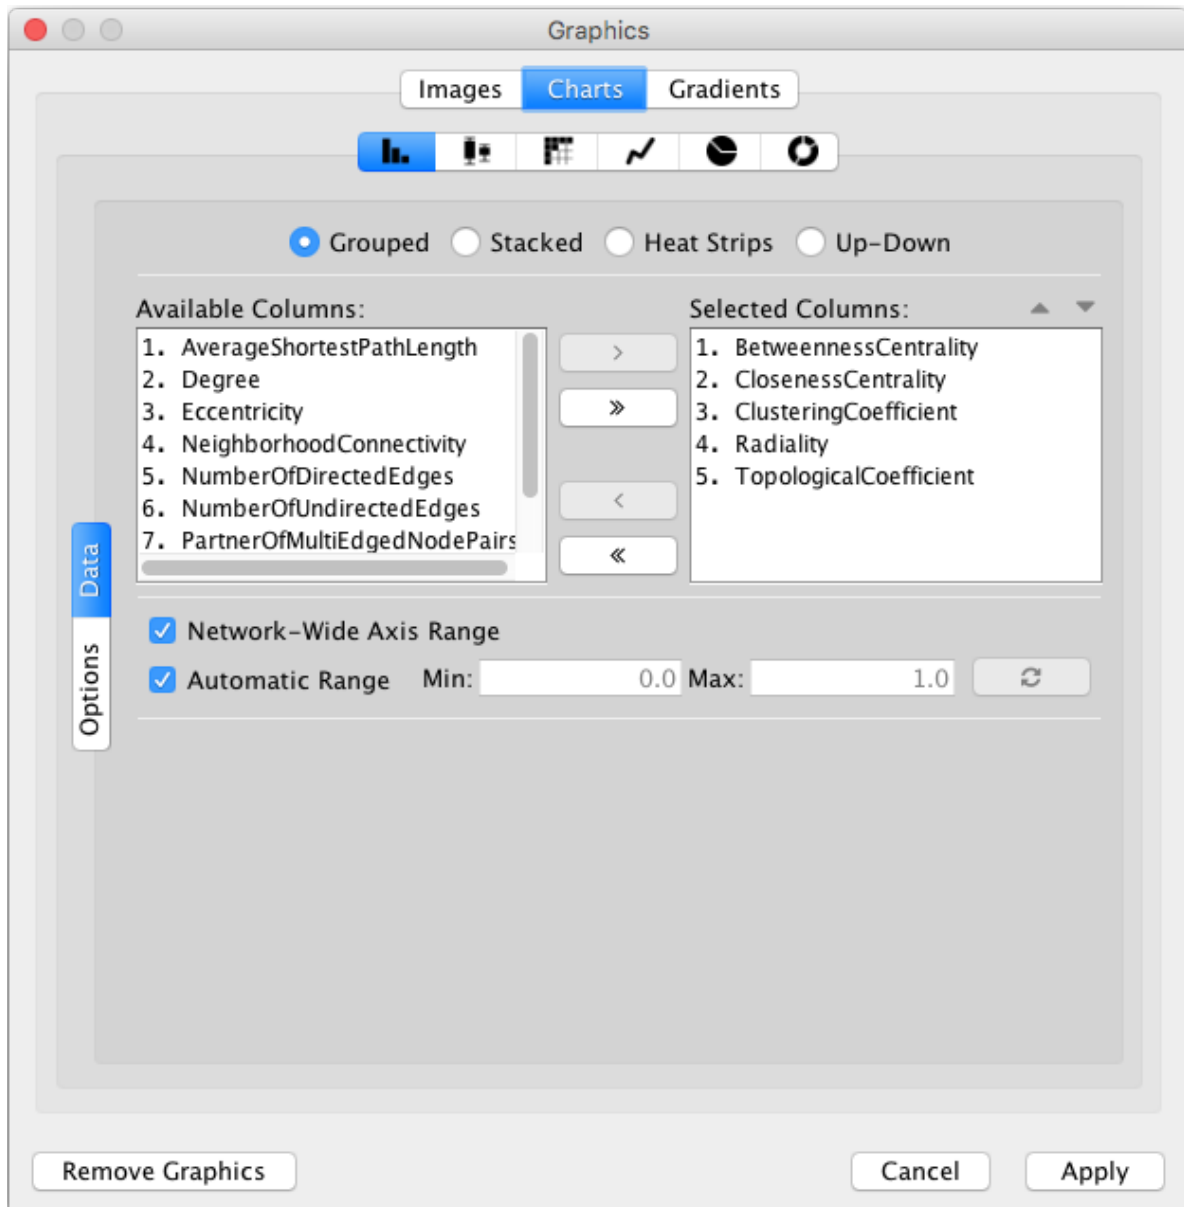 Graphics
Images Charts Gradients
Grouped Stacked Heat Strips Up-Down
Available Columns:
1. AverageShortestPathLength
2. Degree
3. Eccentricity
4. NeighborhoodConnectivity
5. NumberOfDirectedEdges
6. NumberOfUndirectedEdges
7. PartnerOfMultiEdgedNodePairs
>
»
<
«
Selected Columns:
1. BetweennessCentrality
2. ClosenessCentrality
3. ClusteringCoefficient
4. Radiality
5. TopologicalCoefficient
Data
Options
Network-Wide Axis Range
Automatic Range Min: 0.0 Max: 1.0
Remove Graphics Cancel Apply